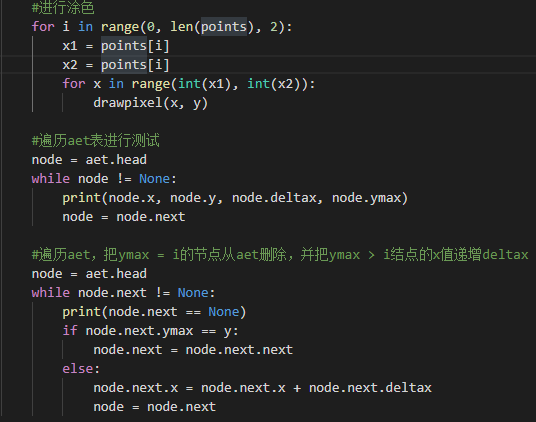 #进行涂色
for i in range(0, len(points), 2):
x1 = points[i]
x2 = points[i]
for x in range(int(x1), int(x2)):
drawpixel(x, y)
#遍历aet表进行测试
node = aet.head
while node != None:
print(node.x, node.y, node.deltax, node.ymax)
node = node.next
#遍历aet，把ymax = i的节点从aet删除，并把ymax > i结点的x值递增deltax
node = aet.head
while node.next != None:
print(node.next == None)
if node.next.ymax == y:
node.next = node.next.next
else:
node.next.x = node.next.x + node.next.deltax
node = node.next